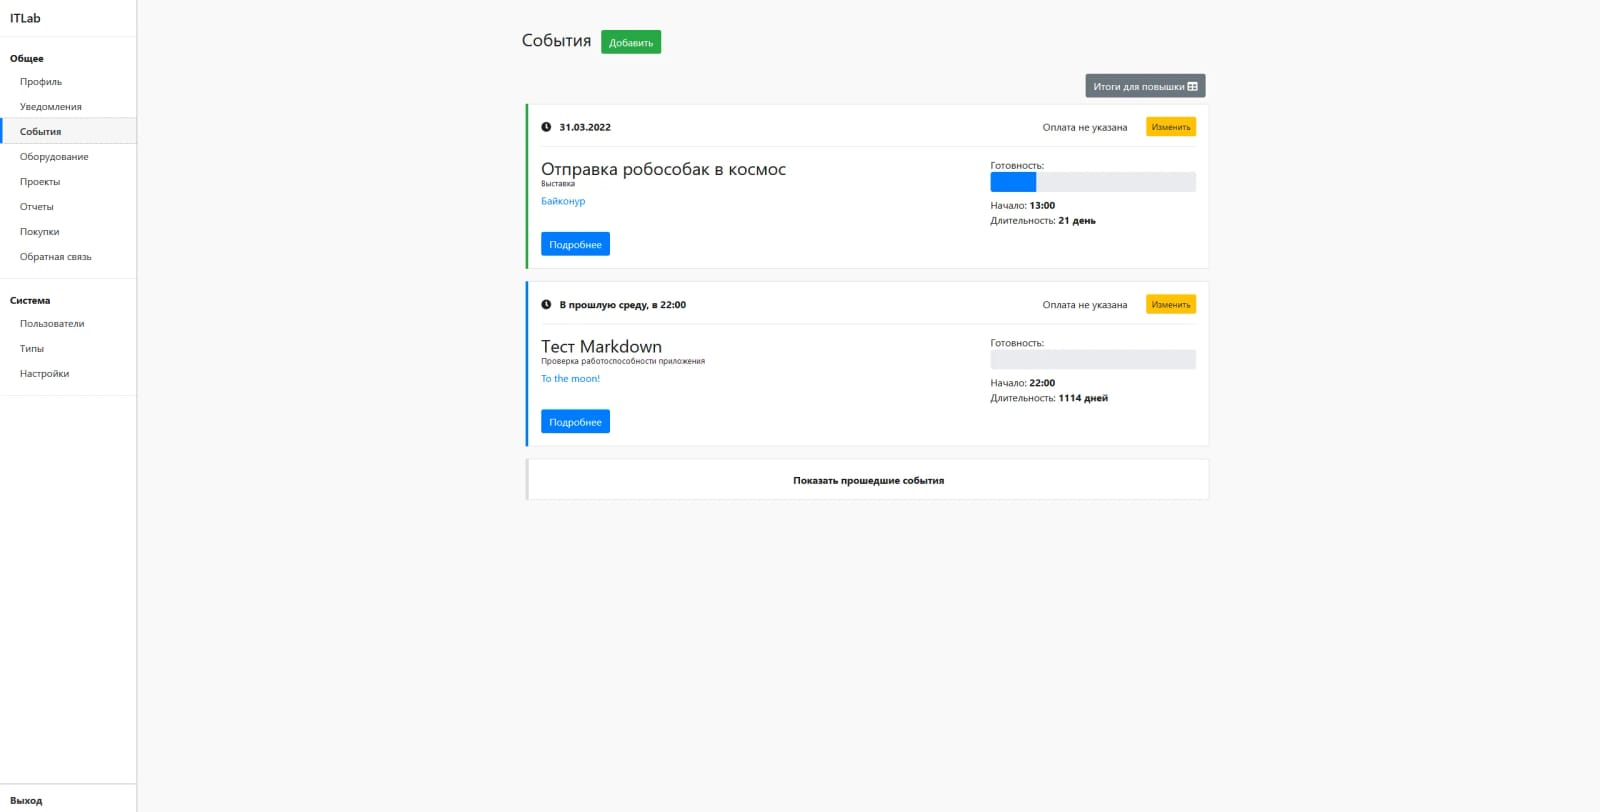 ITLab
Общее
Профиль
Уведомления
События
Оборудование
Проекты
Отчеты
Покупки
Обратная связь
Система
Пользователи
Типы
Настройки
Выход
События
Добавить
Итоги для повышки
31.03.2022
Оплата не указана
Изменить
Отправка робособак в космос
Выставка
Байконур
Подробнее
Готовность:
Начало: 13:00
Длительность: 21 день
В прошлую среду, в 22:00
Оплата не указана
Изменить
Тест Markdown
Проверка работоспособности приложения
To the moon!
Подробнее
Готовность:
Начало: 22:00
Длительность: 1114 дней
Показать прошедшие события